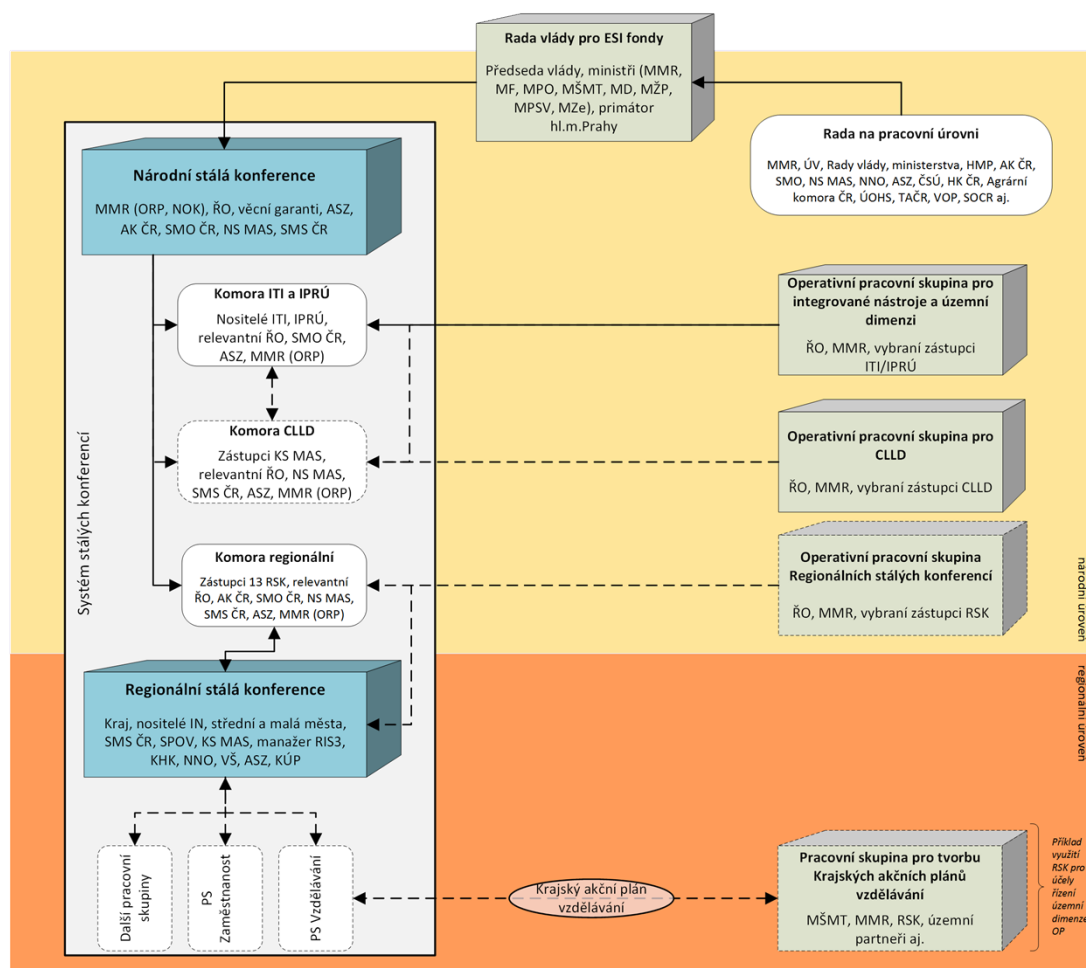 Rada vlády pro ESI fondy
Předseda vlády, ministři (MMR,
MF, MPO, MŠMT, MD, MŽP,
MPSV, MZe), primátor
hl.m.Prahy
Rada na pracovní úrovni
MMR, ÚV, Rady vlády, ministerstva, HMP, AK ČR,
SMO, NS MAS, NNO, ASZ, ČSÚ, HK ČR, Agrární
komora ČR, ÚOHS, TAČR, VOP, SOCR aj.
Národní stálá konference
MMR (ORP, NOK), ŘO, věcní garanti, ASZ,
AK ČR, SMO ČR, NS MAS, SMS ČR
Komora ITI a IPRÚ
Nositelé ITI, IPRÚ,
relevantní ŘO, SMO ČR,
ASZ, MMR (ORP)
Operativní pracovní skupina pro
integrované nástroje a územní
dimenzi
ŘO, MMR, vybraní zástupci
ITI/IPRÚ
Komora CLLD
Zástupci KS MAS,
relevantní ŘO, NS MAS,
SMS ČR, ASZ, MMR (ORP)
Operativní pracovní skupina pro
CLLD
ŘO, MMR, vybraní zástupci CLLD
Systém stálých konferencí
Komora regionální
Zástupci 13 RSK, relevantní
ŘO, AK ČR, SMO ČR, NS MAS,
SMS ČR, ASZ, MMR (ORP)
Operativní pracovní skupina
Regionálních stálých konferencí
ŘO, MMR, vybraní zástupci RSK
národní úroveň
regionální úroveň
Regionální stálá konference
Kraj, nositelé IN, střední a malá města,
SMS ČR, SPOV, KS MAS, manažer RIS3,
KHK, NNO, VŠ, ASZ, KÚP
Další pracovní
skupiny
PS
Zaměstnanost
PS Vzdělávání
Krajský akční plán
vzdělávání
Pracovní skupina pro tvorbu
Krajských akčních plánů
vzdělávání
MŠMT, MMR, RSK, územní
partneři aj.
Příklad
využití
RSK pro
účely
řízení
územní
dimenze
OP